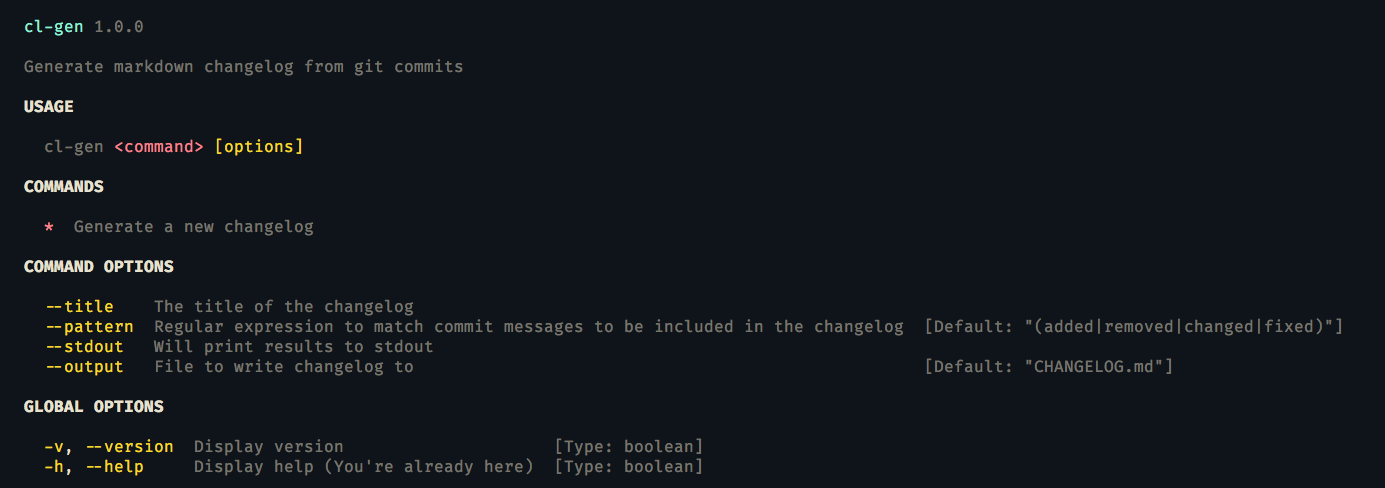 cl-gen 1.0.0
Generate markdown changelog from git commits
USAGE
cl-gen <command> [options]
COMMANDS
* Generate a new changelog
COMMAND OPTIONS
--title The title of the changelog
--pattern Regular expression to match commit messages to be included in the changelog [Default: "(added|removed|changed|fixed)"]
--stdout Will print results to stdout
--output File to write changelog to [Default: "CHANGELOG.md"]
GLOBAL OPTIONS
-v, --version Display version [Type: boolean]
-h, --help Display help (You're already here) [Type: boolean]